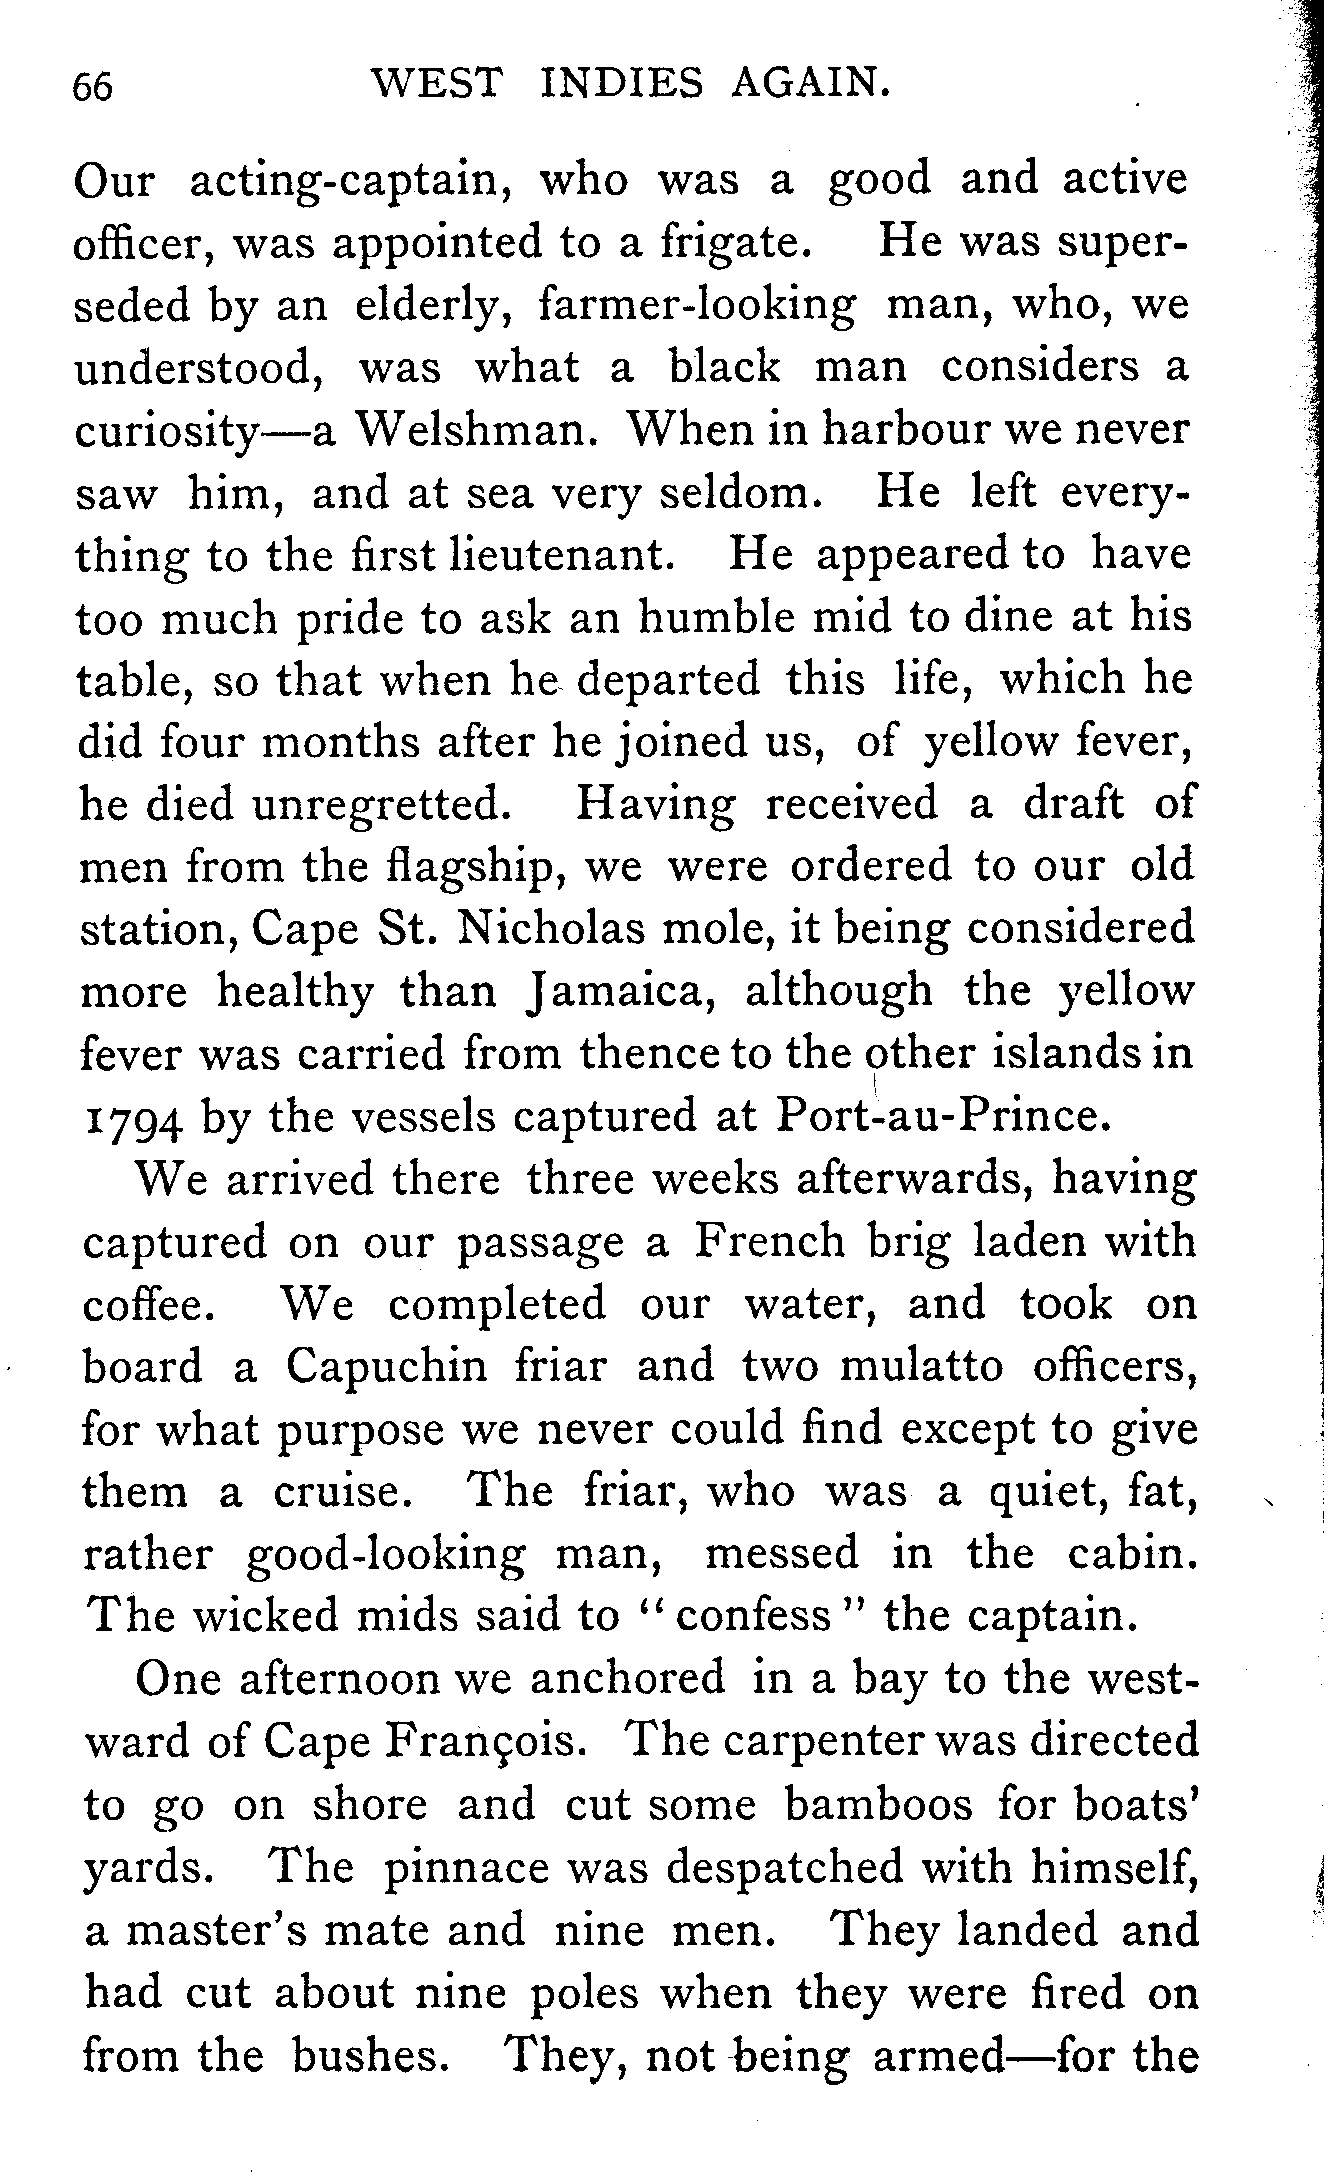 66 WEST INDIES AGAIN.
Our acting-captain, who was a good and active
officer, was appointed to a frigate. He was super-
seded by an elderly, farmer-looking man, who, we
understood, was what a black man considers a
curiosity—a Welshman. When in harbour we never
saw him, and at sea very seldom. He left every-
thing to the first lieutenant. He appeared to have
too much pride to ask an humble mid to dine at his
table, so that when he departed this life, which he
did four months after he joined us, of yellow fever,
he died unregretted. Having received a draft of
men from the flagship, we were ordered to our old
station, Cape St. Nicholas mole, it being considered
more healthy than Jamaica, although the yellow
fever was carried from thence to the other islands in
1794 by the vessels captured at Port-au-Prince.
We arrived there three weeks afterwards, having
captured on our passage a French brig laden with
coffee. We completed our water, and took on
board a Capuchin friar and two mulatto officers,
for what purpose we never could find except to give
them a cruise. The friar, who was a quiet, fat,
rather good-looking man, messed in the cabin.
The wicked mids said to “ confess ” the captain.
One afternoon we anchored in a bay to the west-
ward of Cape François. The carpenter was directed
to go on shore and cut some bamboos for boats’
yards. The pinnace was despatched with himself,
a master’s mate and nine men. They landed and
had cut about nine poles when they were fired on
from the bushes. They, not being armed—for the